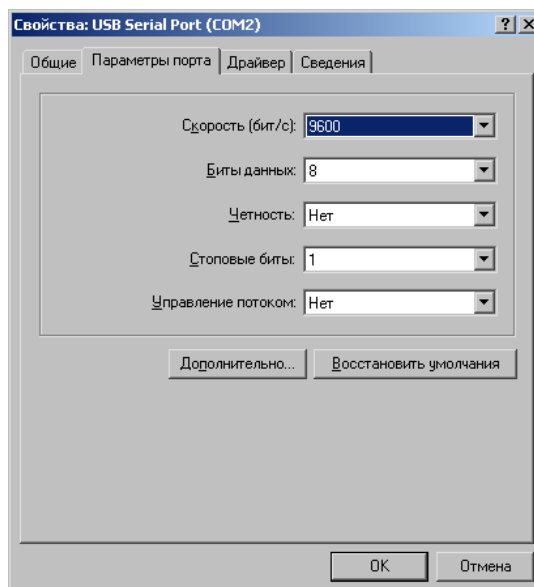 Свойства: USB Serial Port (COM2)
Общие Параметры порта Драйвер Сведения
Скорость (бит/с): 9600
Биты данных: 8
Четность: Нет
Стоповые биты: 1
Управление потоком: Нет
Дополнительно... Восстановить умолчания
OK Отмена